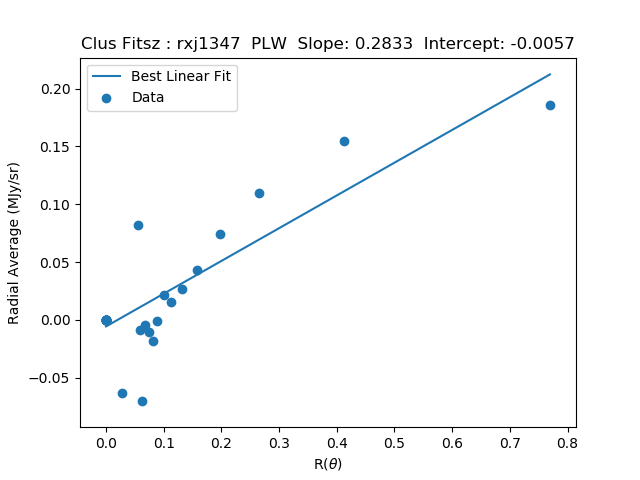 Clus Fitsz : rxj1347  PLW  Slope: 0.2833  Intercept: -0.0057
Best Linear Fit
Data
Radial Average (MJy/sr)
0.20
0.15
0.10
0.05
0.00
−0.05
0.0 0.1 0.2 0.3 0.4 0.5 0.6 0.7 0.8
R(θ)